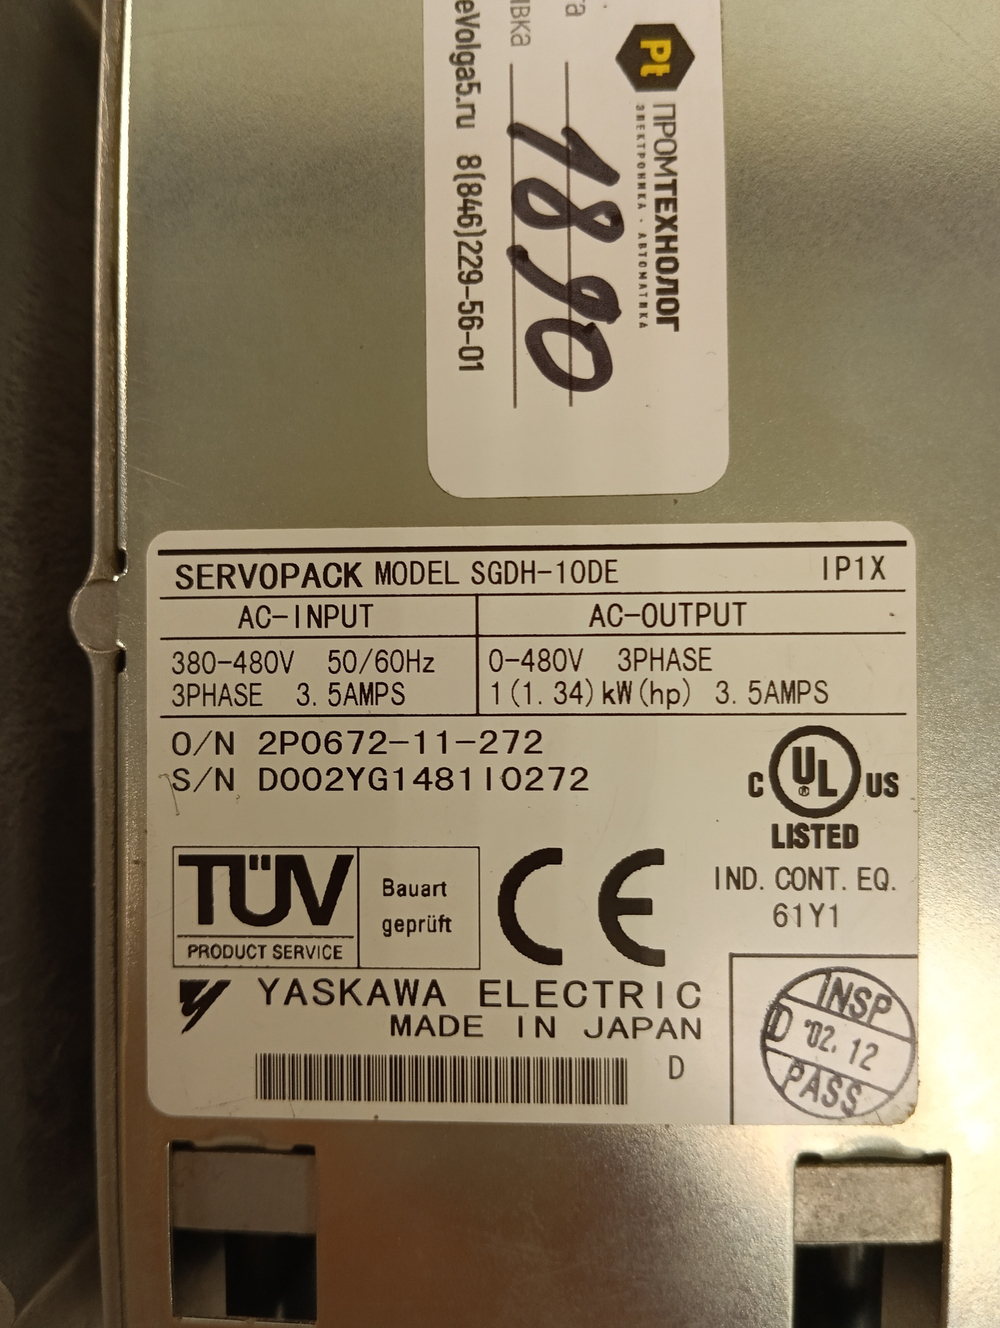 Pt
ПРОМТЕХНОЛОГ
ЭЛЕКТРОНИКА • АВТОМАТИКА
1890
eVolga5.ru 8(846)229-56-01
SERVOPACK MODEL SGDH-10DE IP1X
AC-INPUT AC-OUTPUT
380-480V 50/60Hz 0-480V 3PHASE
3PHASE 3.5AMPS 1(1.34)kW(hp) 3.5AMPS
O/N 2P0672-11-272
S/N D002YG1481I0272
C UL® US
LISTED
IND. CONT. EQ.
61Y1
TÜV
PRODUCT SERVICE
Bauart
geprüft
CE
YASKAWA ELECTRIC
MADE IN JAPAN
D
INSP
D '02.12
PASS